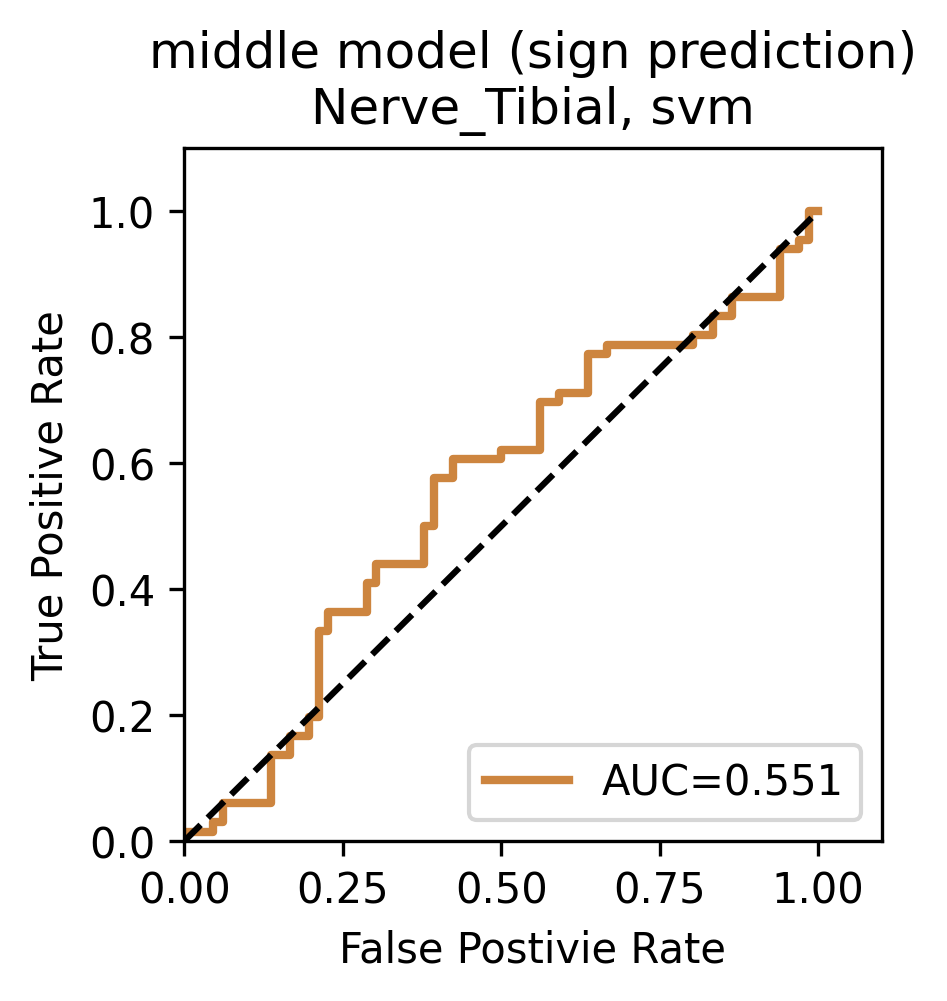 middle model (sign prediction)
Nerve_Tibial, svm
1.0
0.8
0.6
0.4
0.2
0.0
True Positive Rate
AUC=0.551
0.00 0.25 0.50 0.75 1.00
False Postivie Rate